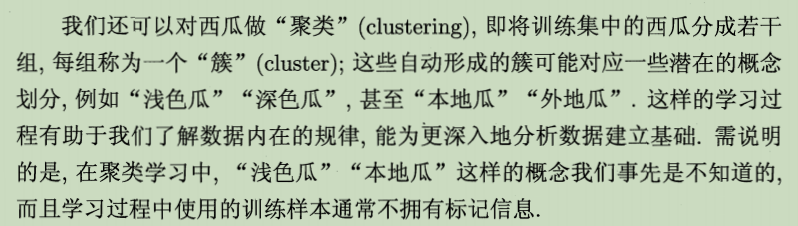 我们还可以对西瓜做“聚类”(clustering), 即将训练集中的西瓜分成若干
组, 每组称为一个“簇”(cluster); 这些自动形成的簇可能对应一些潜在的概念
划分, 例如“浅色瓜”“深色瓜”, 甚至“本地瓜”“外地瓜”. 这样的学习过
程有助于我们了解数据内在的规律, 能为更深入地分析数据建立基础. 需说明
的是, 在聚类学习中, “浅色瓜”“本地瓜”这样的概念我们事先是不知道的,
而且学习过程中使用的训练样本通常不拥有标记信息.